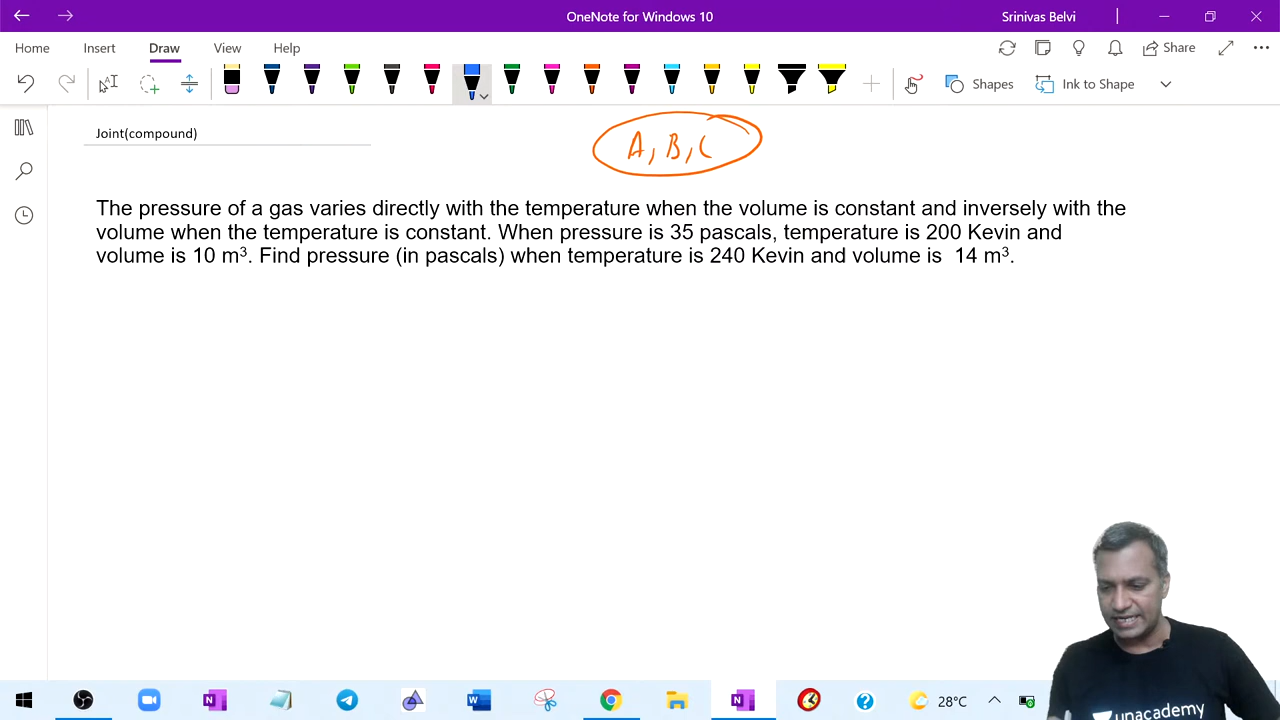 OneNote for Windows 10
Srinivas Belvi
Home Insert Draw View Help
Share
Shapes
Ink to Shape
Joint(compound)
A, B, C
The pressure of a gas varies directly with the temperature when the volume is constant and inversely with the
volume when the temperature is constant. When pressure is 35 pascals, temperature is 200 Kevin and
volume is 10 m³. Find pressure (in pascals) when temperature is 240 Kevin and volume is 14 m³.
unacademy
28°C